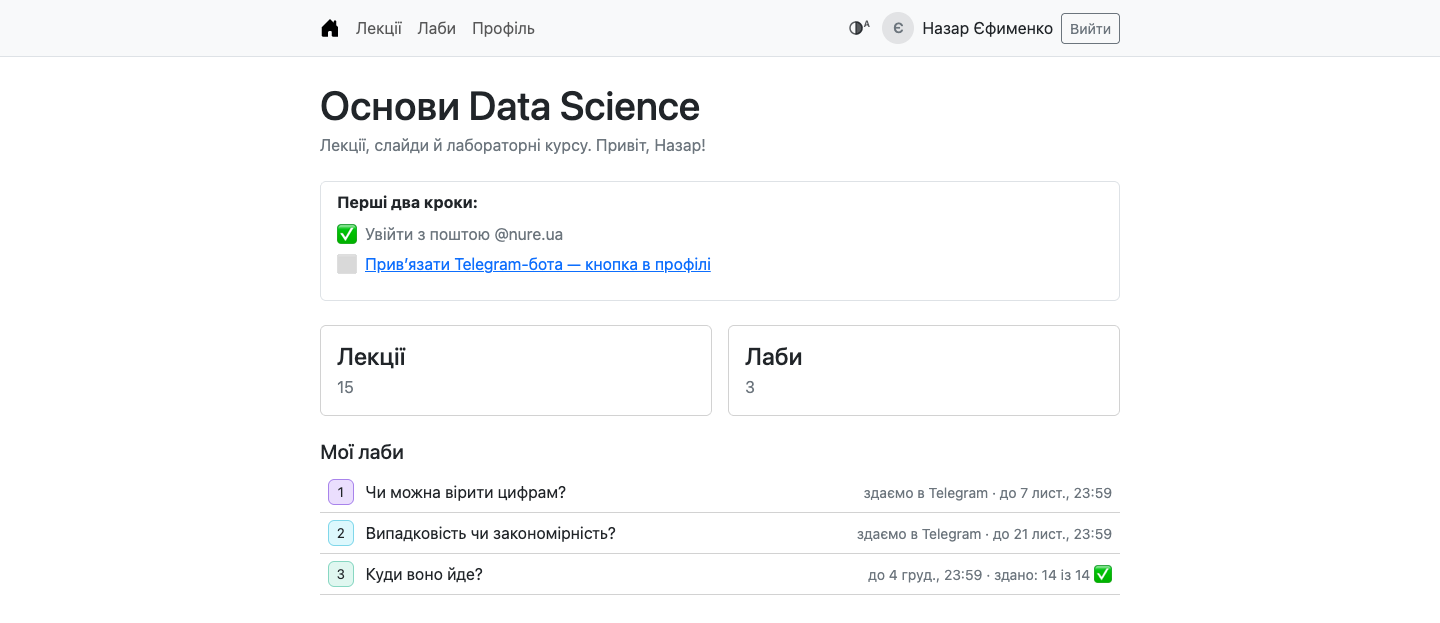 Лекції Лаби Профіль A Є Назар Єфименко Вийти
Основи Data Science
Лекції, слайди й лабораторні курсу. Привіт, Назар!
Перші два кроки:
✅ Увійти з поштою @nure.ua
Прив’язати Telegram-бота — кнопка в профілі
Лекції
15
Лаби
3
Мої лаби
1 Чи можна вірити цифрам? здаємо в Telegram · до 7 лист., 23:59
2 Випадковість чи закономірність? здаємо в Telegram · до 21 лист., 23:59
3 Куди воно йде? до 4 груд., 23:59 · здано: 14 із 14 ✅